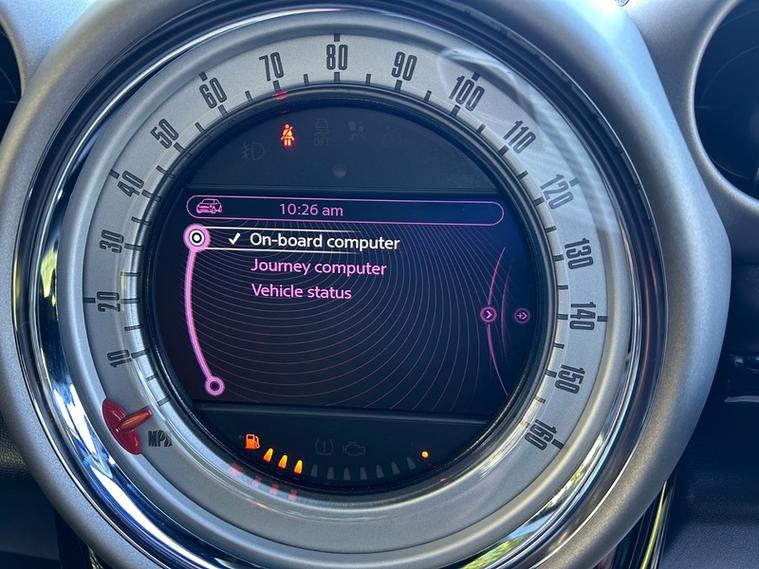 10
20
30
40
50
60
70
80
90
100
110
120
130
140
150
160
MPH
OFF
10:26 am
On-board computer
Journey computer
Vehicle status